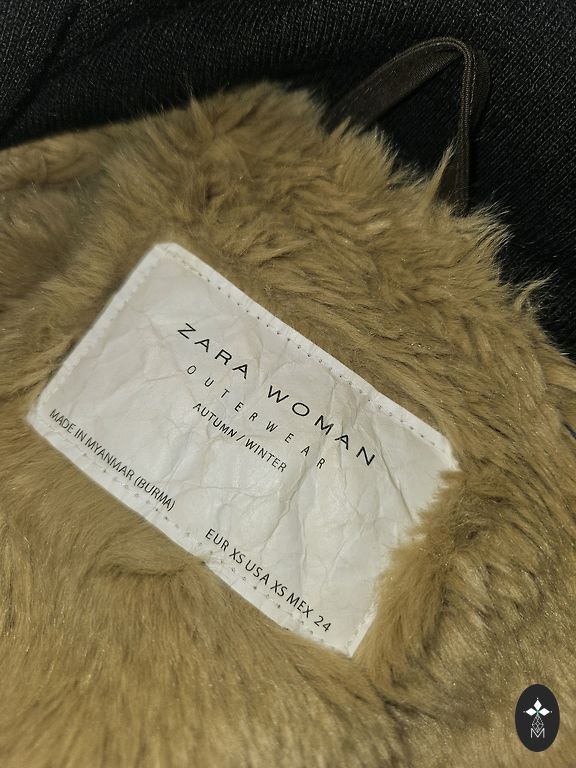 ZARA WOMAN
OUTERWEAR
AUTUMN/WINTER
MADE IN MYANMAR (BURMA)
EUR XS USA XS MEX 24
M